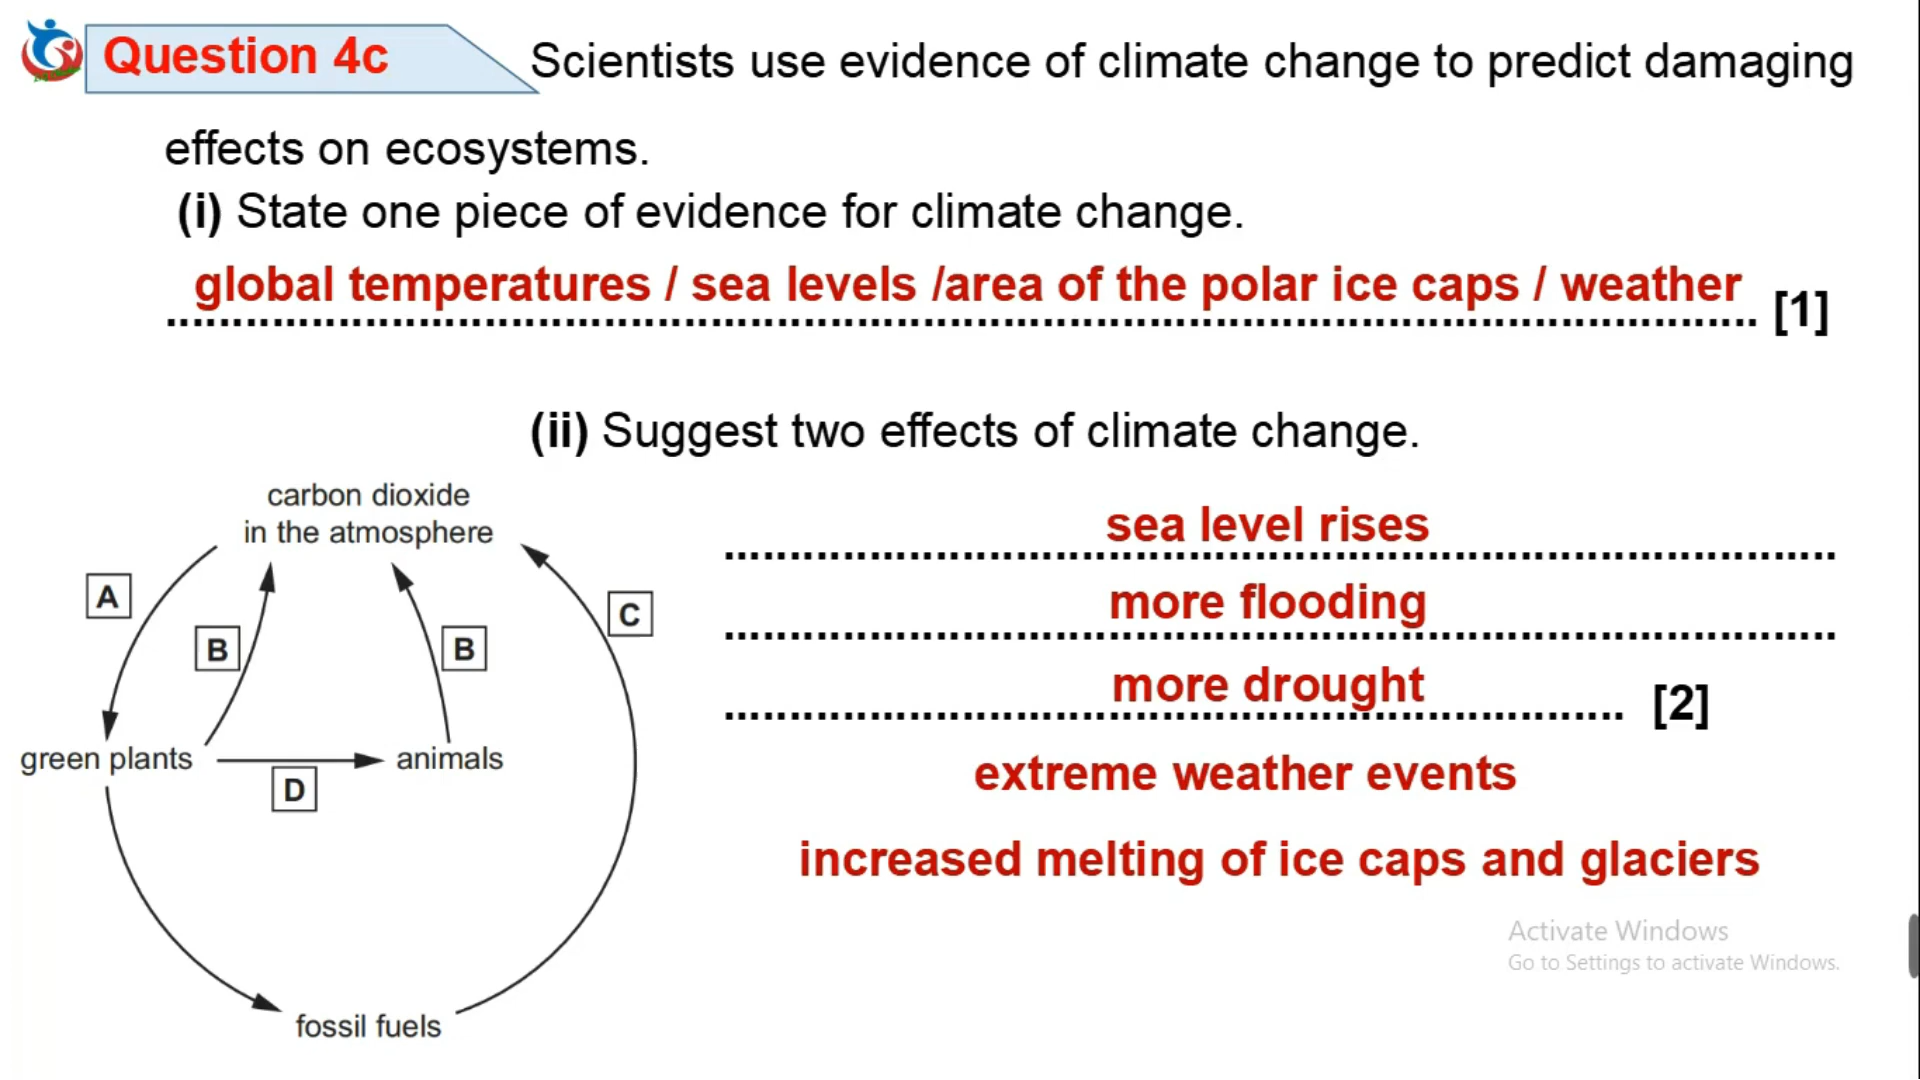 Question 4c
Scientists use evidence of climate change to predict damaging
effects on ecosystems.
(i) State one piece of evidence for climate change.
global temperatures / sea levels /area of the polar ice caps / weather
[1]
(ii) Suggest two effects of climate change.
carbon dioxide
in the atmosphere
A
B
B
C
green plants
D
animals
fossil fuels
sea level rises
more flooding
more drought
[2]
extreme weather events
increased melting of ice caps and glaciers
Activate Windows
Go to Settings to activate Windows.